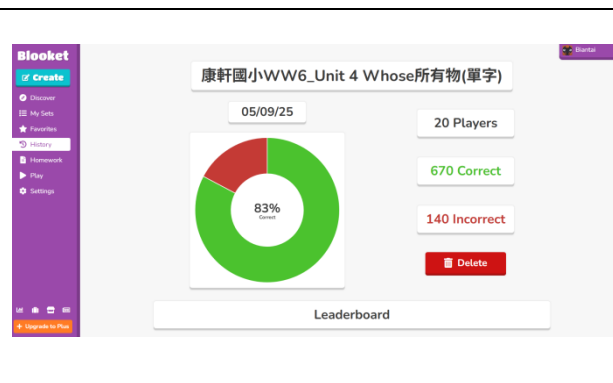 Blooket
Create
Discover
My Sets
Favorites
History
Homework
Play
Settings
Upgrade to Plus
Biantai
康軒國小WW6_Unit 4 Whose所有物(單字)
05/09/25
83%
Correct
20 Players
670 Correct
140 Incorrect
Delete
Leaderboard